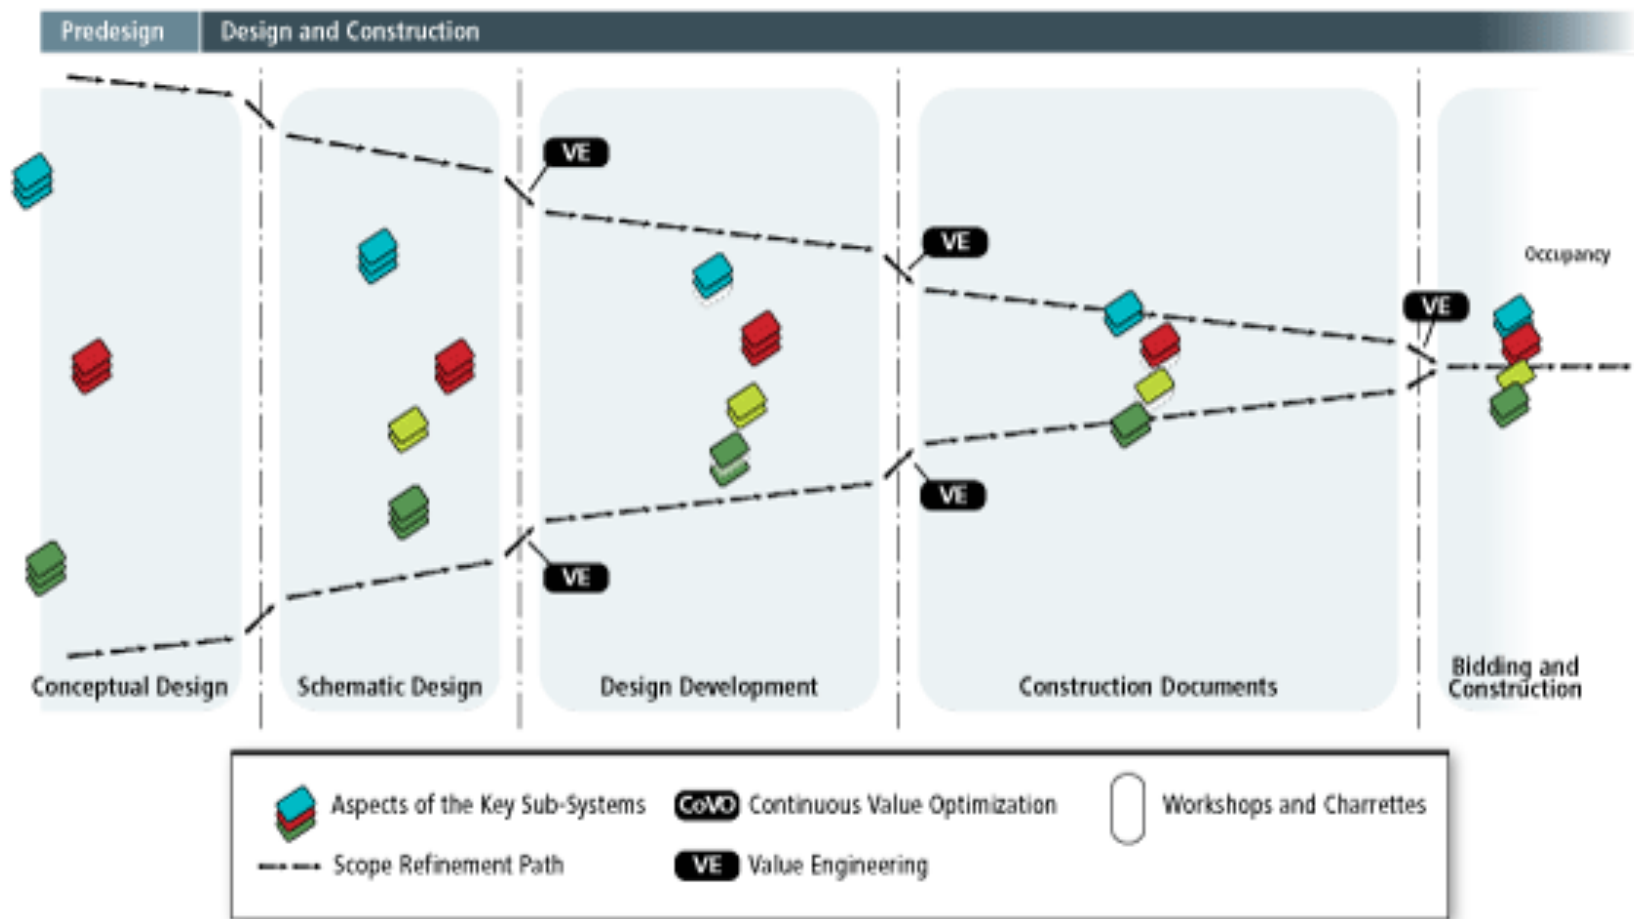 Predesign
Design and Construction
VE
VE
Occupancy
VE
VE
VE
Conceptual Design
Schematic Design
Design Development
Construction Documents
Bidding and
Construction
Aspects of the Key Sub-Systems
CoVO Continuous Value Optimization
Workshops and Charrettes
Scope Refinement Path
VE Value Engineering